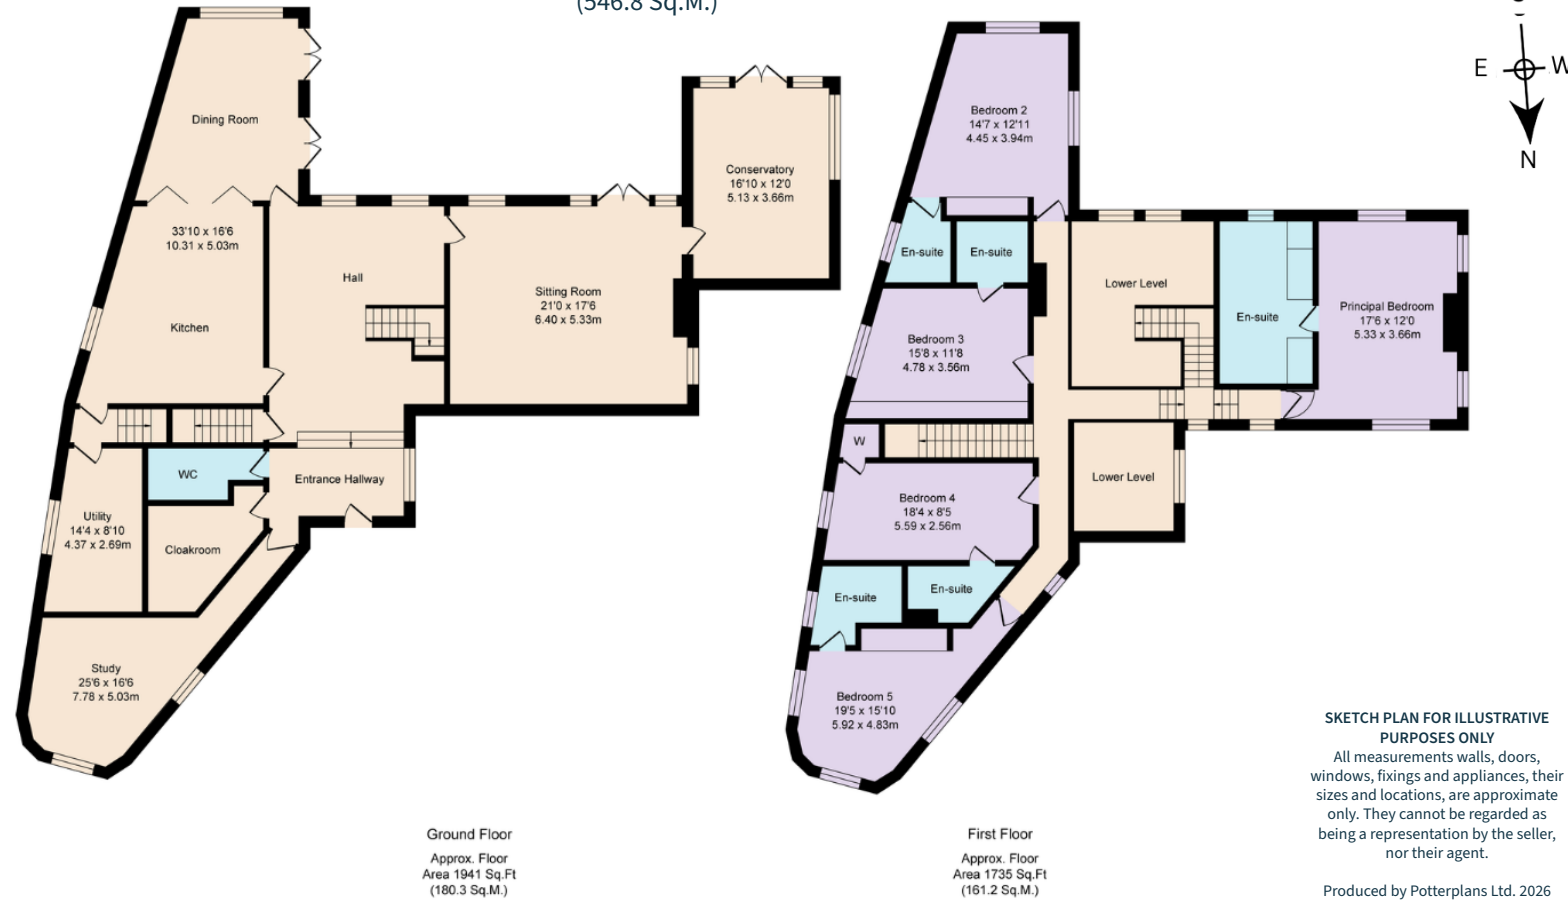 (546.8 Sq.M.)
E
W
N
Dining Room
33'10 x 16'6
10.31 x 5.03m
Kitchen
Hall
Sitting Room
21'0 x 17'6
6.40 x 5.33m
Conservatory
16'10 x 12'0
5.13 x 3.66m
WC
Entrance Hallway
Utility
14'4 x 8'10
4.37 x 2.69m
Cloakroom
Study
25'6 x 16'6
7.78 x 5.03m
Ground Floor
Approx. Floor
Area 1941 Sq.Ft
(180.3 Sq.M.)
Bedroom 2
14'7 x 12'11
4.45 x 3.94m
En-suite
En-suite
Lower Level
En-suite
Principal Bedroom
17'6 x 12'0
5.33 x 3.66m
Bedroom 3
15'8 x 11'8
4.78 x 3.56m
W
Bedroom 4
18'4 x 8'5
5.59 x 2.56m
Lower Level
En-suite
En-suite
Bedroom 5
19'5 x 15'10
5.92 x 4.83m
First Floor
Approx. Floor
Area 1735 Sq.Ft
(161.2 Sq.M.)
SKETCH PLAN FOR ILLUSTRATIVE
PURPOSES ONLY
All measurements walls, doors,
windows, fixings and appliances, their
sizes and locations, are approximate
only. They cannot be regarded as
being a representation by the seller,
nor their agent.
Produced by Potterplans Ltd. 2026